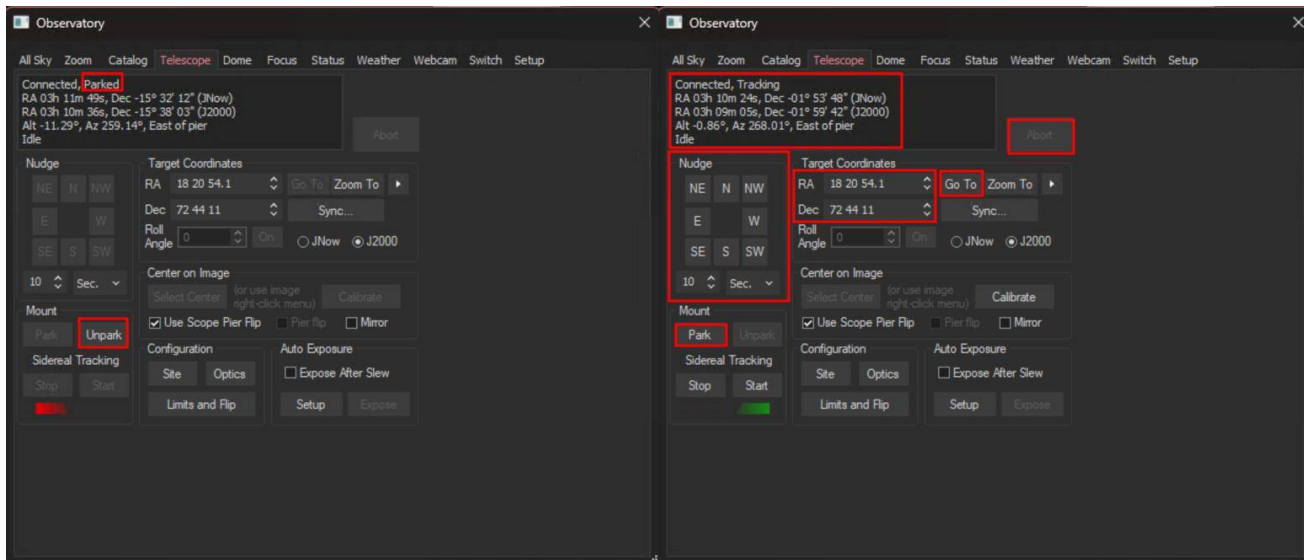 Observatory
All Sky Zoom Catalog Telescope Dome Focus Status Weather Webcam Switch Setup
Connected, Parked
RA 03h 11m 49s, Dec -15° 32' 12" (JNow)
RA 03h 10m 36s, Dec -15° 38' 03" (J2000)
Alt -11.29°, Az 259.14°, East of pier
Idle
Abort
Nudge
NE N NW
E W
SE S SW
10 Sec.
Target Coordinates
RA 18 20 54.1 Go To Zoom To
Dec 72 44 11 Sync...
Roll
Angle 0 On JNow J2000
Center on Image
Select Center (or use image
right-click menu) Calibrate
Use Scope Pier Flip Pier flip Mirror
Mount
Park Unpark
Sidereal Tracking
Stop Start
Configuration
Site Optics
Limits and Flip
Auto Exposure
Expose After Slew
Setup Expose
Observatory
All Sky Zoom Catalog Telescope Dome Focus Status Weather Webcam Switch Setup
Connected, Tracking
RA 03h 10m 24s, Dec -01° 53' 48" (JNow)
RA 03h 09m 05s, Dec -01° 59' 42" (J2000)
Alt -0.86°, Az 268.01°, East of pier
Idle
Abort
Nudge
NE N NW
E W
SE S SW
10 Sec.
Target Coordinates
RA 18 20 54.1 Go To Zoom To
Dec 72 44 11 Sync...
Roll
Angle 0 On JNow J2000
Center on Image
Select Center (or use image
right-click menu) Calibrate
Use Scope Pier Flip Pier flip Mirror
Mount
Park Unpark
Sidereal Tracking
Stop Start
Configuration
Site Optics
Limits and Flip
Auto Exposure
Expose After Slew
Setup Expose